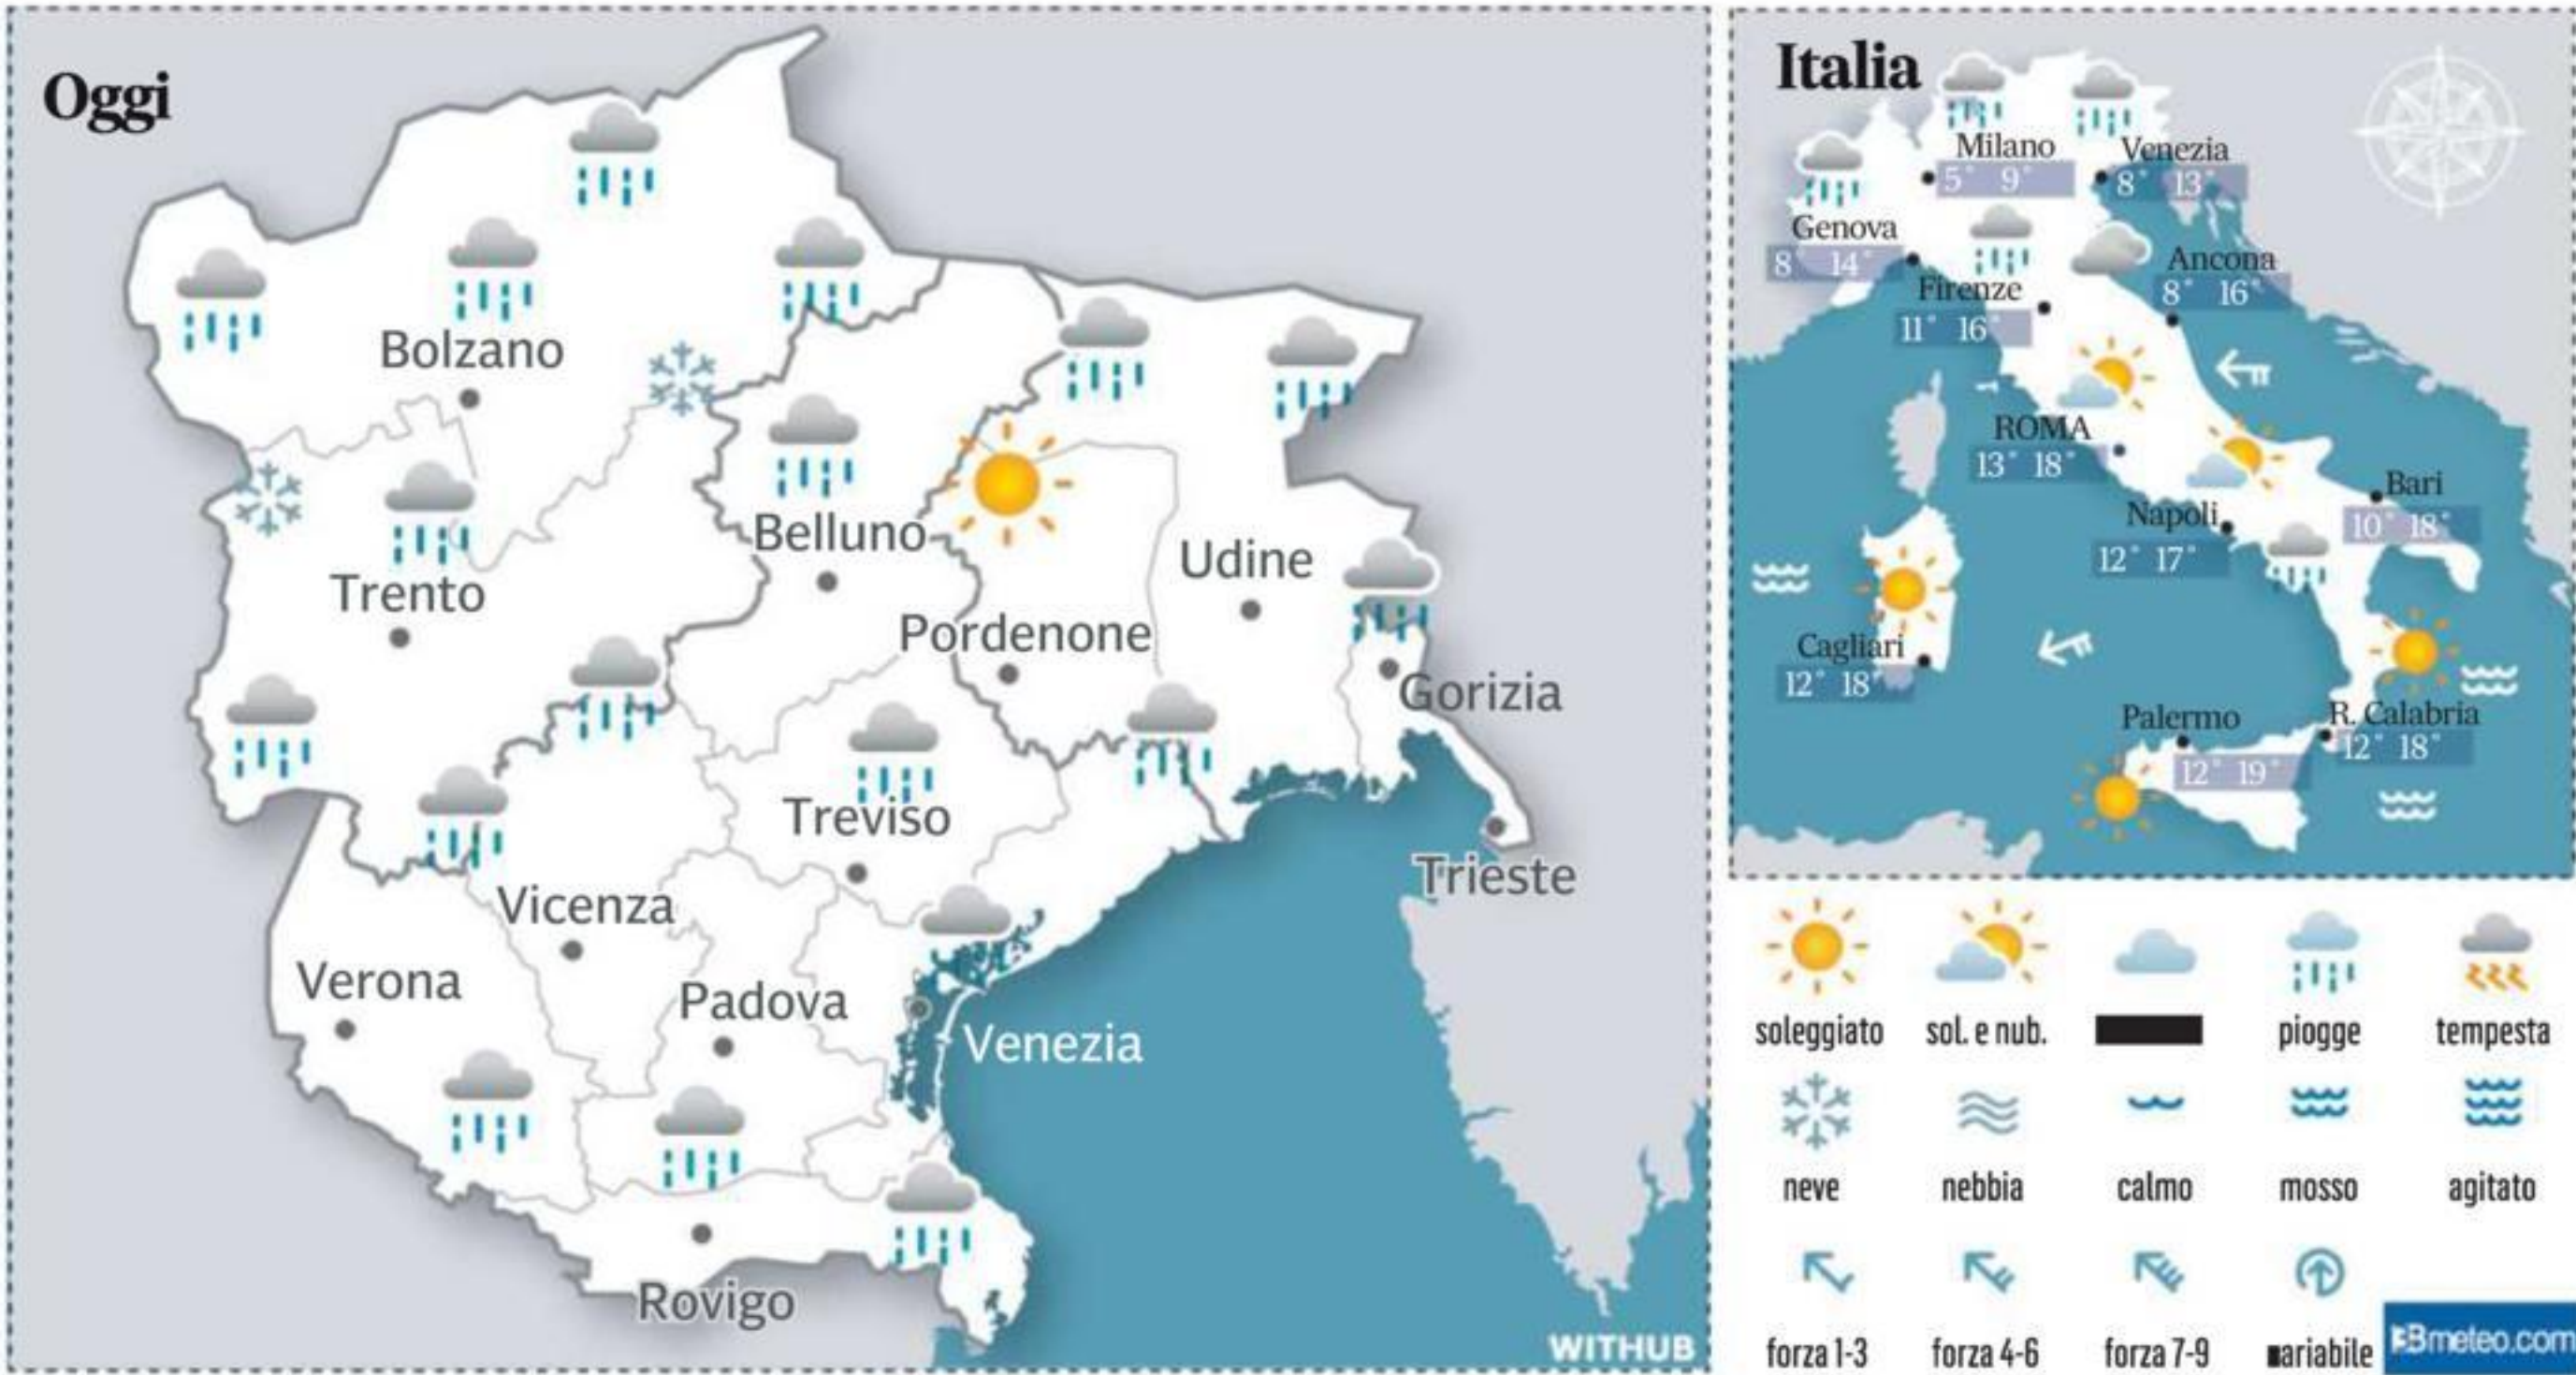 Oggi
Bolzano
Trento
Belluno
Udine
Pordenone
Gorizia
Treviso
Trieste
Vicenza
Verona
Padova
Venezia
Rovigo
WITHUB
Italia
Milano
5° 9°
Venezia
8° 13°
Genova
8° 14°
Ancona
8° 16°
Firenze
11° 16°
ROMA
13° 18°
Bari
10° 18°
Napoli
12° 17°
Cagliari
12° 18°
Palermo
12° 19°
R. Calabria
12° 18°
soleggiato sol. e nub. piogge tempesta
neve nebbia calmo mosso agitato
forza 1-3 forza 4-6 forza 7-9
Bmeteo.com